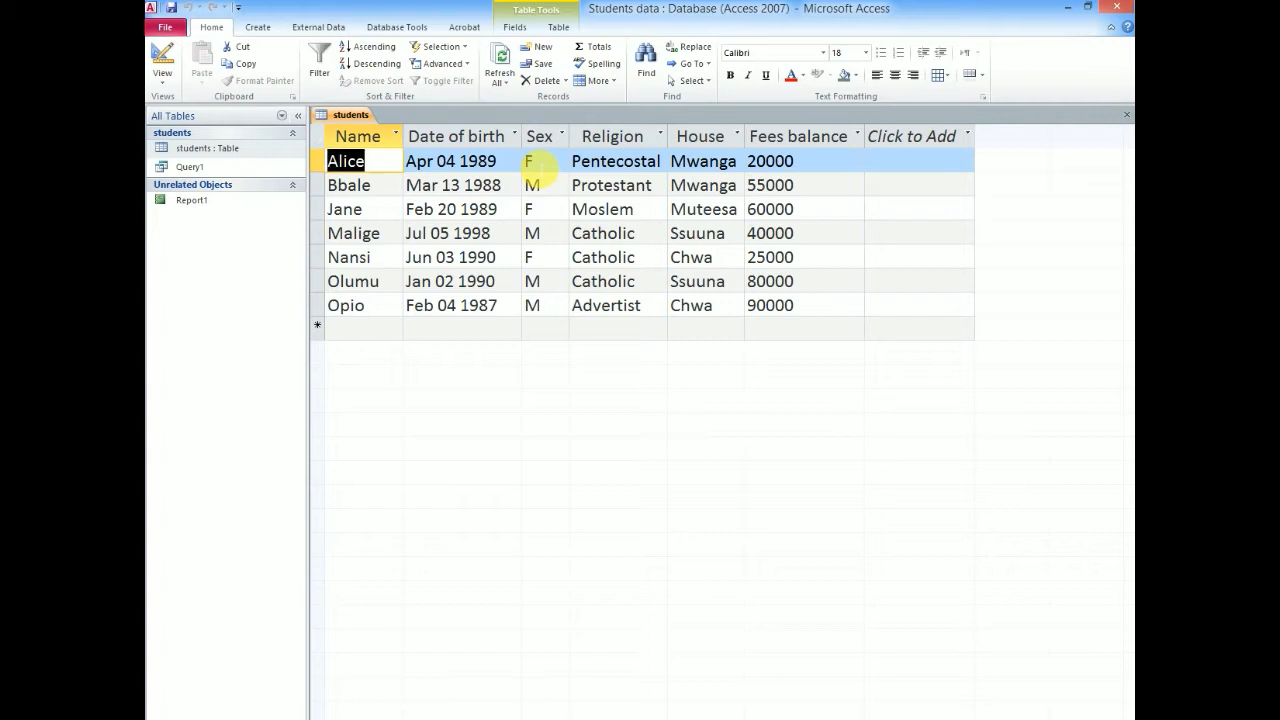 Table Tools
Students data : Database (Access 2007) - Microsoft Access
File Home Create External Data Database Tools Acrobat Fields Table
View
Views
Paste
Cut
Copy
Format Painter
Clipboard
Filter
Ascending
Descending
Remove Sort
Selection
Advanced
Toggle Filter
Sort & Filter
Refresh
All
New
Save
Delete
Totals
Spelling
More
Records
Find
Replace
Go To
Select
Find
Calibri 18
B I U A
Text Formatting
All Tables
students
students : Table
Query1
Unrelated Objects
Report1
students
Name Date of birth Sex Religion House Fees balance Click to Add
Alice Apr 04 1989 F Pentecostal Mwanga 20000
Bbale Mar 13 1988 M Protestant Mwanga 55000
Jane Feb 20 1989 F Moslem Muteesa 60000
Malige Jul 05 1998 M Catholic Ssuuna 40000
Nansi Jun 03 1990 F Catholic Chwa 25000
Olumu Jan 02 1990 M Catholic Ssuuna 80000
Opio Feb 04 1987 M Advertist Chwa 90000
*